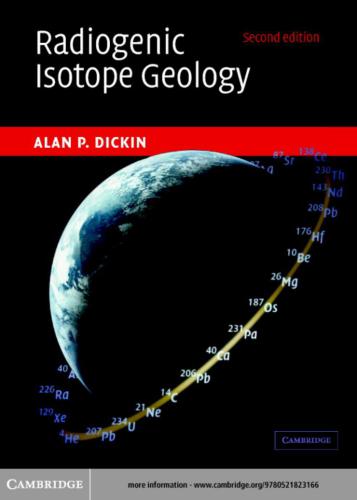 Radiogenic
Isotope Geology
Second edition
ALAN P. DICKIN
87Sr
138Ce
230Th
143Nd
208Pb
176Hf
10Be
26Mg
187Os
231Pa
40Ca
206Pb
14C
21Ne
234U
207Pb
4He
129Xe
226Ra
40A
CAMBRIDGE
CAMBRIDGE
more information - www.cambridge.org/9780521823166